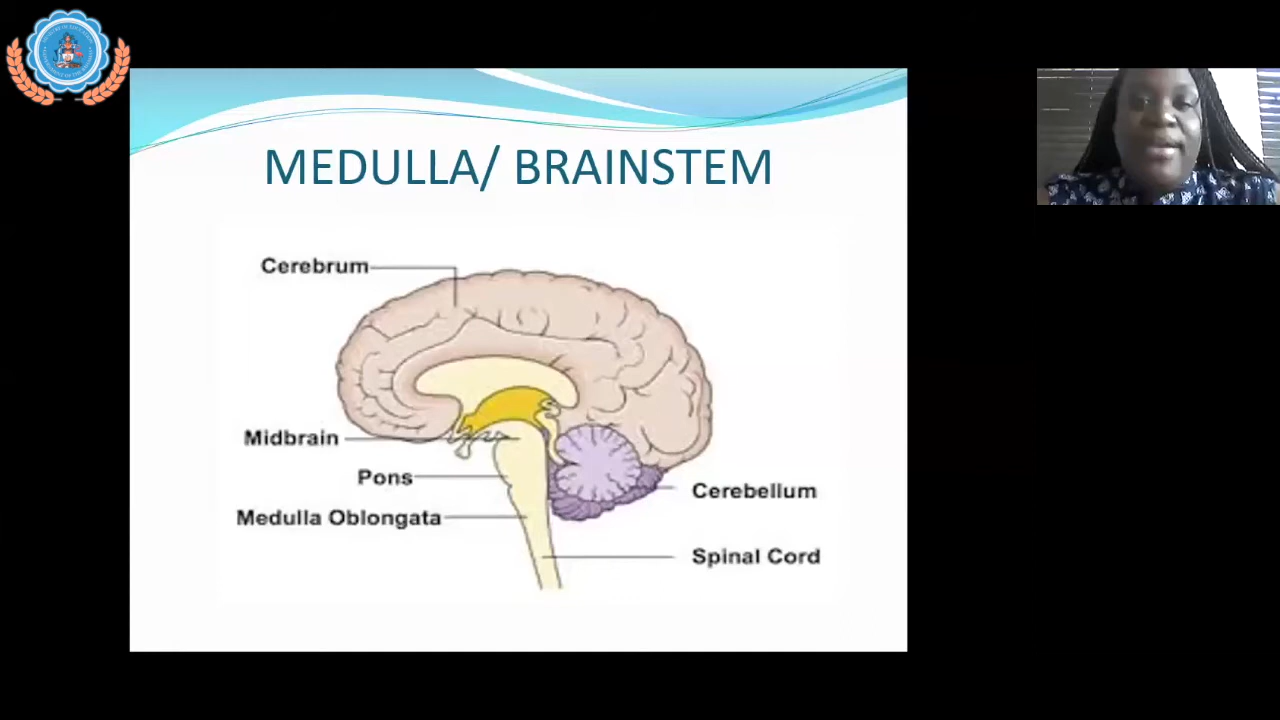 MEDULLA/ BRAINSTEM
Cerebrum
Midbrain
Pons
Medulla Oblongata
Cerebellum
Spinal Cord